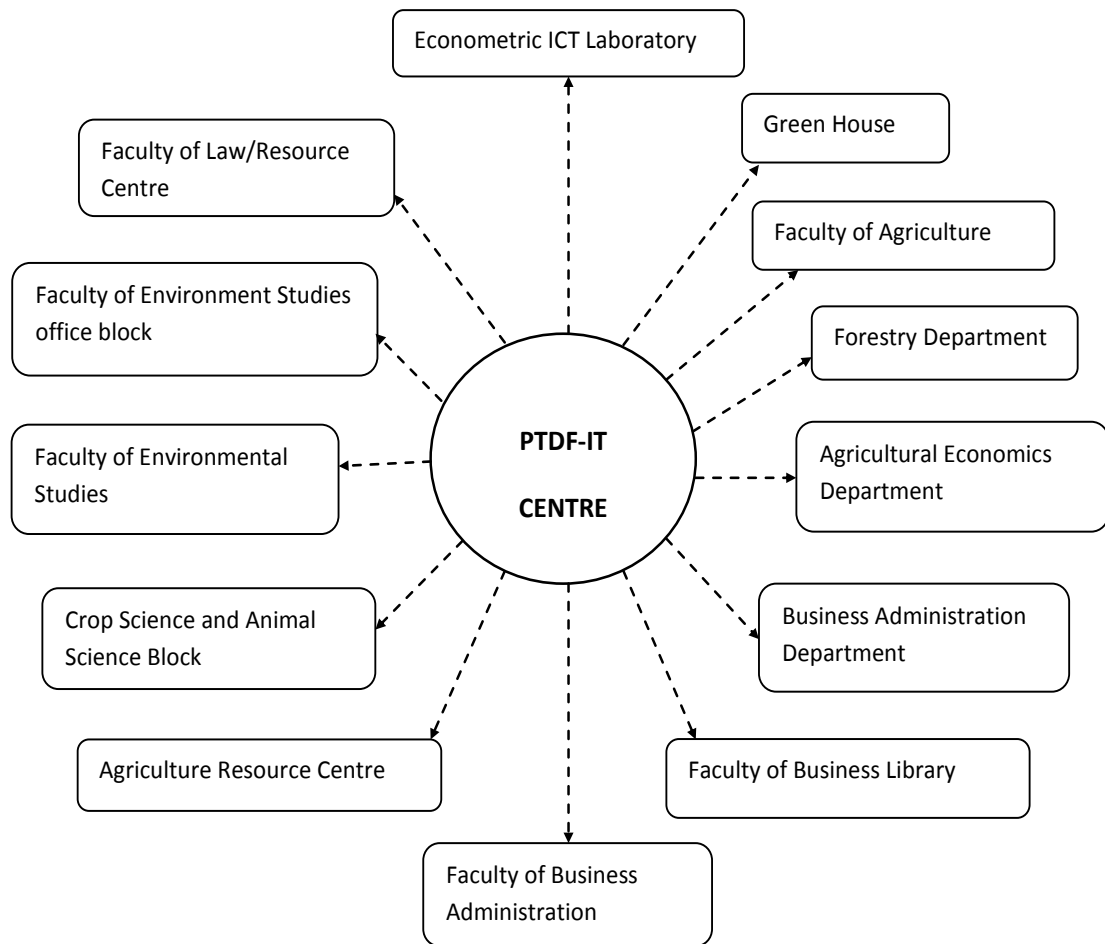 Econometric ICT Laboratory
Green House
Faculty of Law/Resource
Centre
Faculty of Agriculture
Faculty of Environment Studies
office block
Forestry Department
PTDF-IT
CENTRE
Faculty of Environmental
Studies
Agricultural Economics
Department
Crop Science and Animal
Science Block
Business Administration
Department
Agriculture Resource Centre
Faculty of Business Library
Faculty of Business
Administration